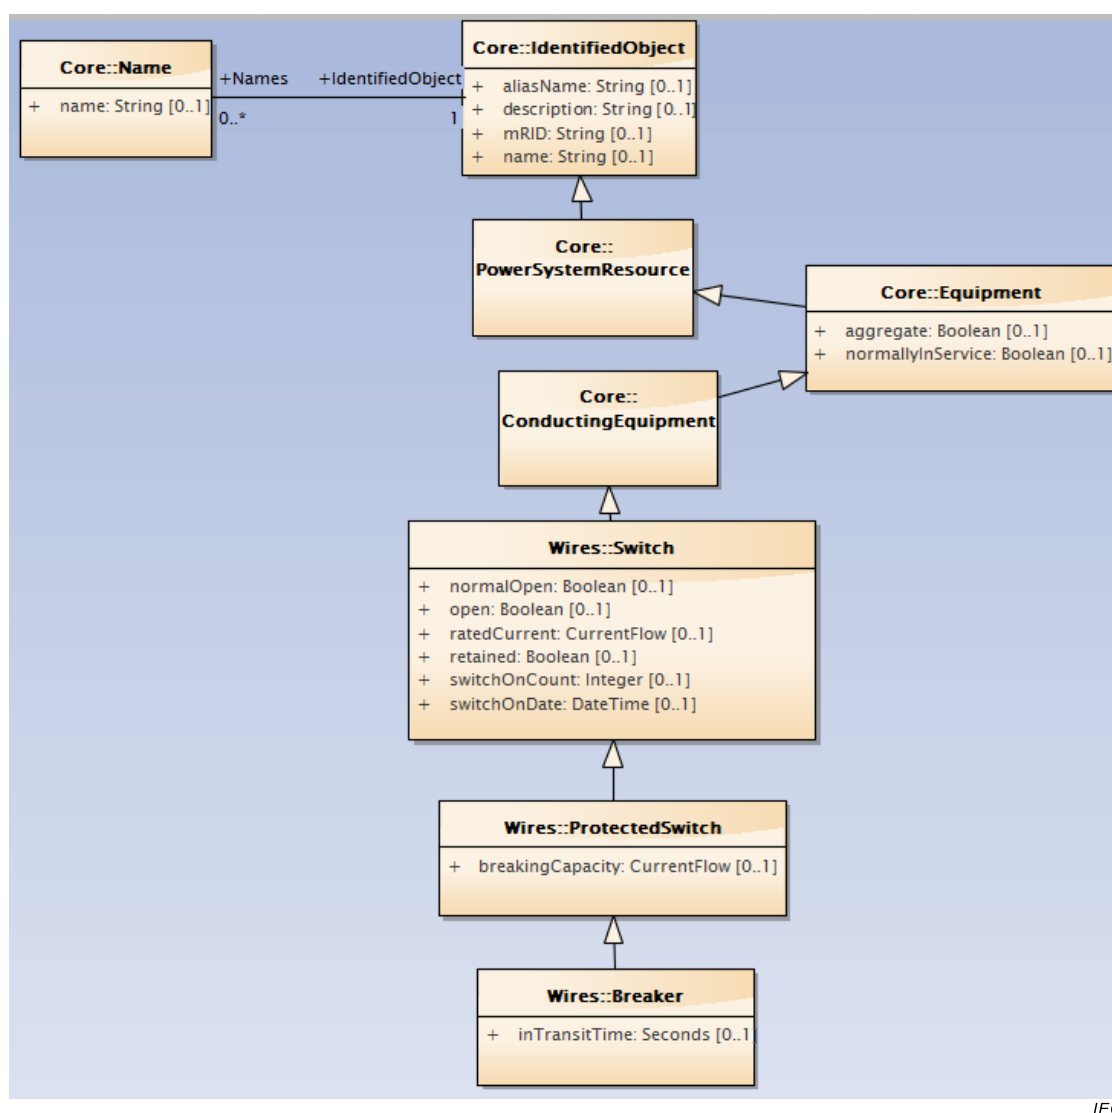 Core::Name
+ name: String [0..1]
+Names
+IdentifiedObject
0..*
1
Core::IdentifiedObject
+ aliasName: String [0..1]
+ description: String [0..1]
+ mRID: String [0..1]
+ name: String [0..1]
Core::
PowerSystemResource
Core::Equipment
+ aggregate: Boolean [0..1]
+ normallyInService: Boolean [0..1]
Core::
ConductingEquipment
Wires::Switch
+ normalOpen: Boolean [0..1]
+ open: Boolean [0..1]
+ ratedCurrent: CurrentFlow [0..1]
+ retained: Boolean [0..1]
+ switchOnCount: Integer [0..1]
+ switchOnDate: DateTime [0..1]
Wires::ProtectedSwitch
+ breakingCapacity: CurrentFlow [0..1]
Wires::Breaker
+ inTransitTime: Seconds [0..1]